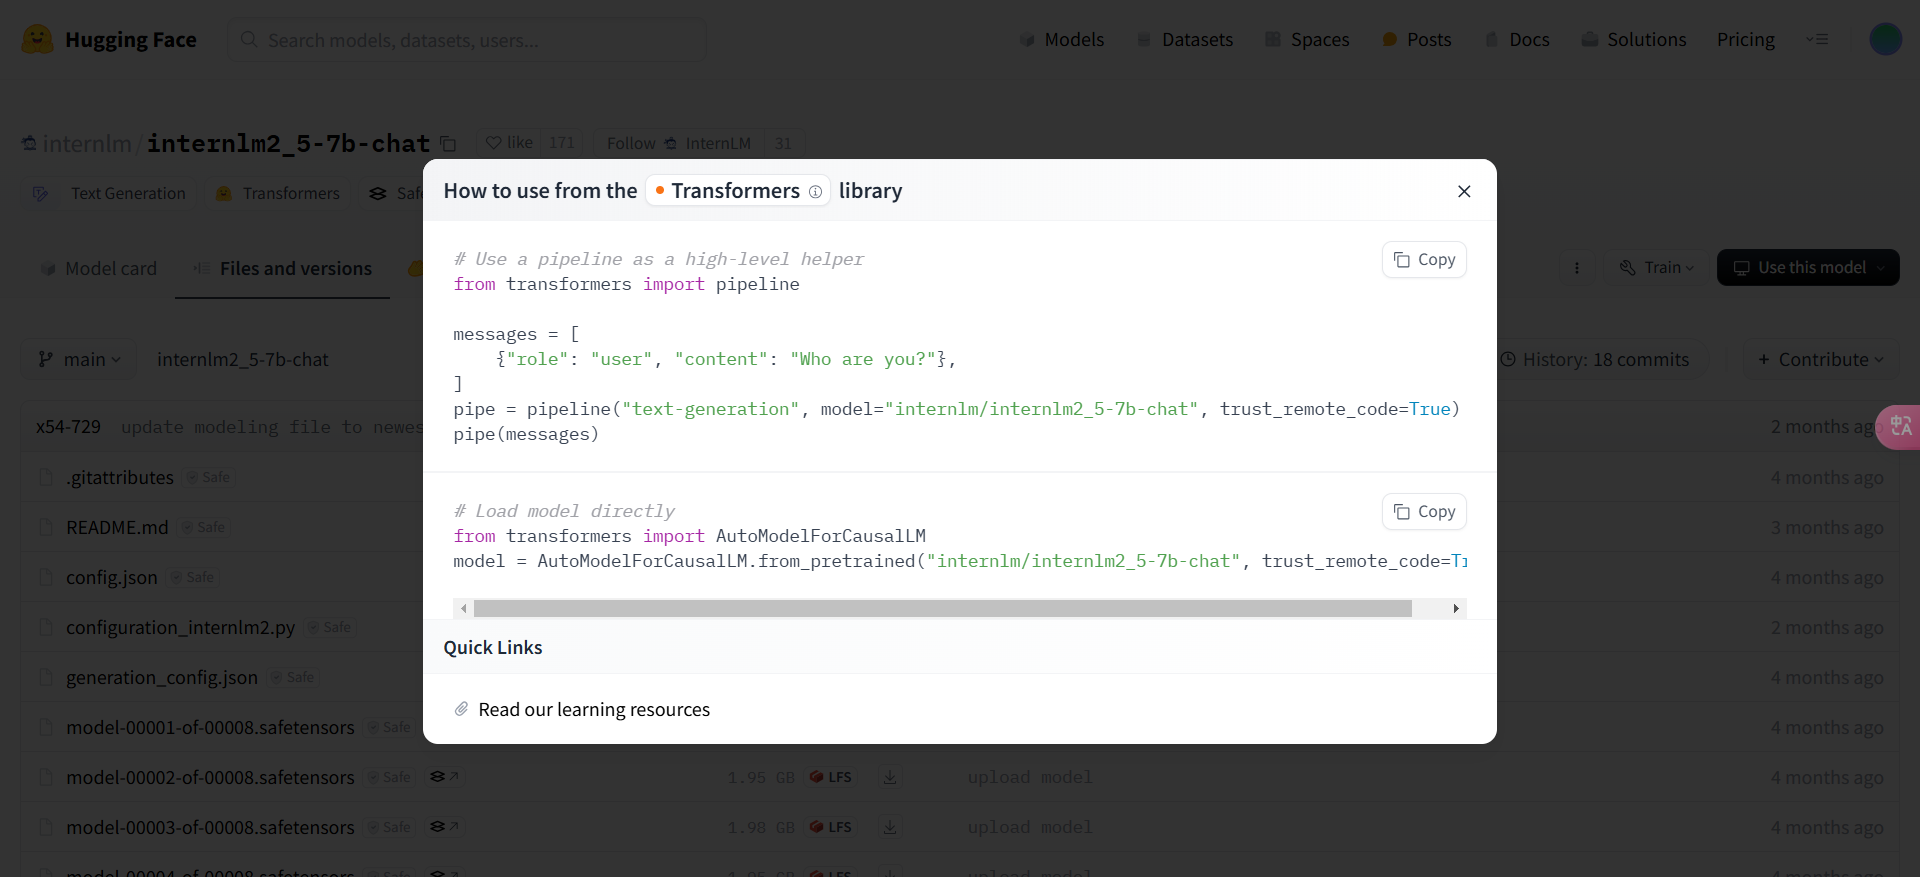 Hugging Face
Search models, datasets, users...
Models
Datasets
Spaces
Posts
Docs
Solutions
Pricing
internlm/internlm2_5-7b-chat
like 171
Follow InternLM 31
Text Generation
Transformers
Model card
Files and versions
Train
Use this model
main
internlm2_5-7b-chat
History: 18 commits
+ Contribute
x54-729 update modeling file to newes
2 months ago
.gitattributes Safe
4 months ago
README.md Safe
3 months ago
config.json Safe
4 months ago
configuration_internlm2.py Safe
2 months ago
generation_config.json Safe
4 months ago
model-00001-of-00008.safetensors Safe
4 months ago
model-00002-of-00008.safetensors Safe 1.95 GB LFS upload model 4 months ago
model-00003-of-00008.safetensors Safe 1.98 GB LFS upload model 4 months ago
How to use from the Transformers library
# Use a pipeline as a high-level helper
Copy
from transformers import pipeline
messages = [
{"role": "user", "content": "Who are you?"},
]
pipe = pipeline("text-generation", model="internlm/internlm2_5-7b-chat", trust_remote_code=True)
pipe(messages)
# Load model directly
Copy
from transformers import AutoModelForCausalLM
model = AutoModelForCausalLM.from_pretrained("internlm/internlm2_5-7b-chat", trust_remote_code=Tr
Quick Links
Read our learning resources
中A